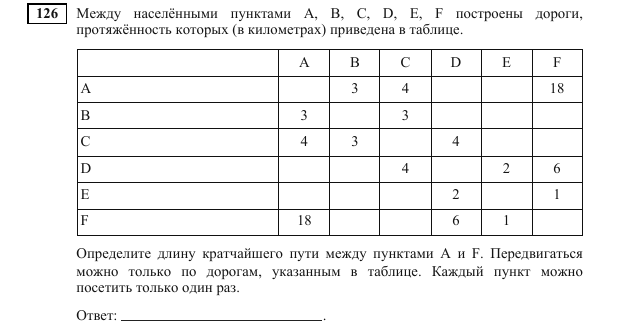 126 Между населёнными пунктами A, B, C, D, E, F построены дороги,
протяжённость которых (в километрах) приведена в таблице.
A B C D E F
A 3 4 18
B 3 3
C 4 3 4
D 4 2 6
E 2 1
F 18 6 1
Определите длину кратчайшего пути между пунктами A и F. Передвигаться
можно только по дорогам, указанным в таблице. Каждый пункт можно
посетить только один раз.
Ответ: .